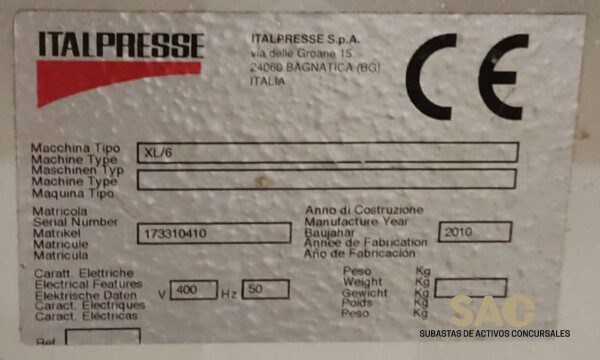 ITALPRESSE
ITALPRESSE S.p.A.
via delle Groane 15
24060 BAGNATICA (BG)
ITALIA
CE
Macchina Tipo
Machine Type
Maschinen Typ
Machine Type
Maquina Tipo
XL/6
Matricola
Serial Number
Matrikel
Matricule
Matricula
173310410
Anno di Costruzione
Manufacture Year
Baujahar
Année de Fabrication
Año de Fabricación
2010
Caratt. Elettriche
Electrical Features
Elektrische Daten
Caract. Electriques
Caract. Eléctricas
V 400 Hz 50
Peso Kg
Weight Kg
Gewicht Kg
Poids Kg
Peso Kg
Ref.
SAC
SUBASTAS DE ACTIVOS CONCURSALES